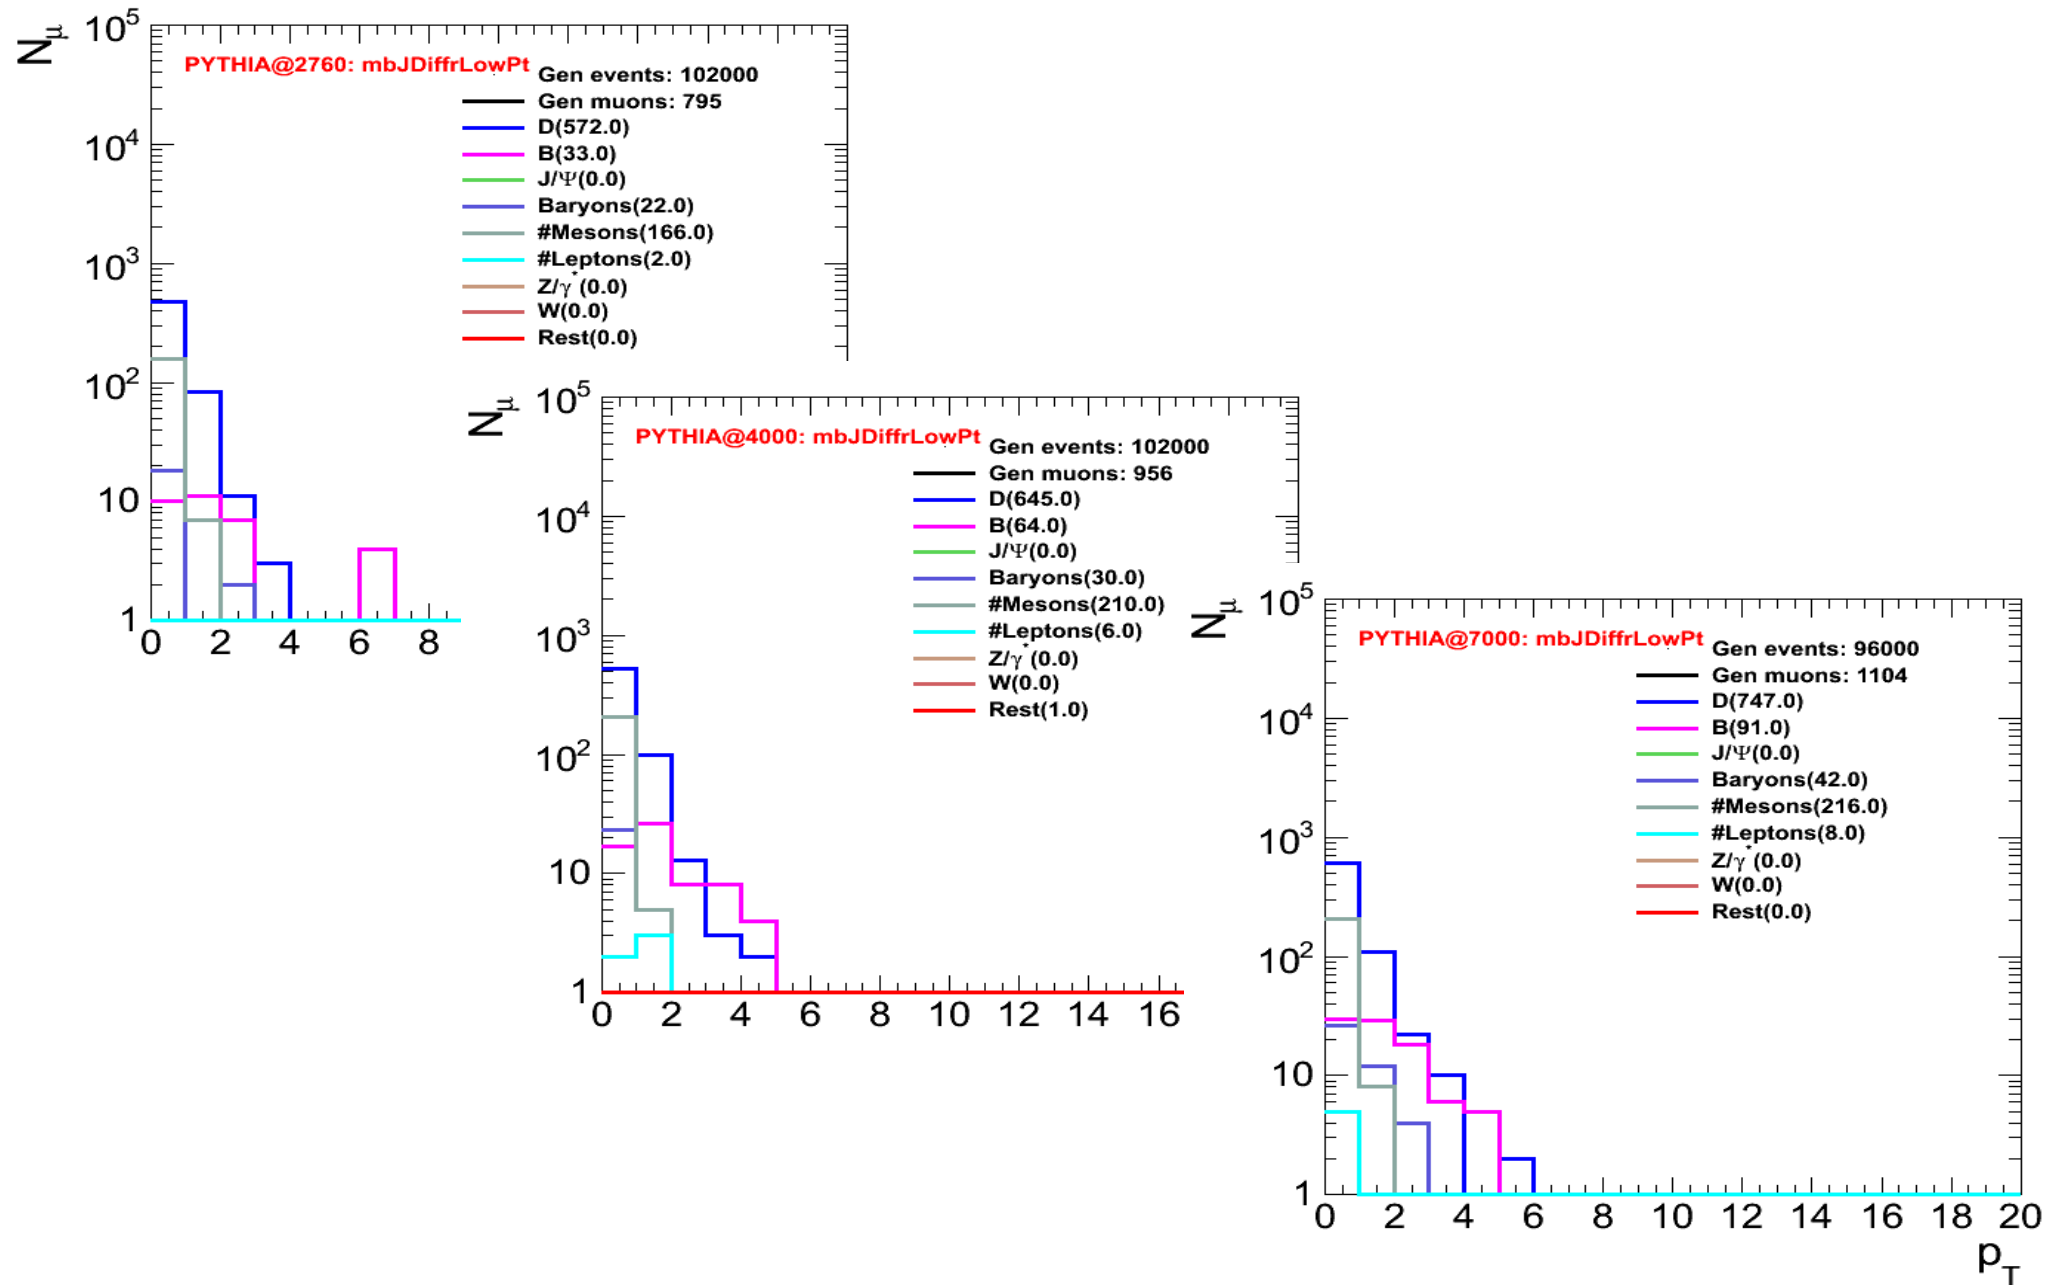 N_μ
10^5
10^4
10^3
10^2
10
1
0 2 4 6 8
PYTHIA@2760: mbJDiffrLowPt
Gen events: 102000
Gen muons: 795
D(572.0)
B(33.0)
J/Ψ(0.0)
Baryons(22.0)
#Mesons(166.0)
#Leptons(2.0)
Z/γ*(0.0)
W(0.0)
Rest(0.0)
N_μ
10^5
10^4
10^3
10^2
10
1
0 2 4 6 8 10 12 14 16
PYTHIA@4000: mbJDiffrLowPt
Gen events: 102000
Gen muons: 956
D(645.0)
B(64.0)
J/Ψ(0.0)
Baryons(30.0)
#Mesons(210.0)
#Leptons(6.0)
Z/γ*(0.0)
W(0.0)
Rest(1.0)
N_μ
10^5
10^4
10^3
10^2
10
1
0 2 4 6 8 10 12 14 16 18 20
PYTHIA@7000: mbJDiffrLowPt
Gen events: 96000
Gen muons: 1104
D(747.0)
B(91.0)
J/Ψ(0.0)
Baryons(42.0)
#Mesons(216.0)
#Leptons(8.0)
Z/γ*(0.0)
W(0.0)
Rest(0.0)
p_T